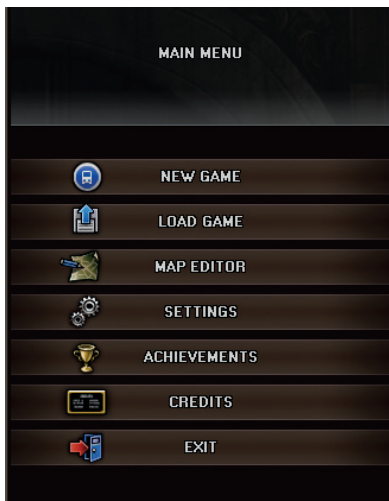 MAIN MENU
NEW GAME
LOAD GAME
MAP EDITOR
SETTINGS
ACHIEVEMENTS
CREDITS
EXIT